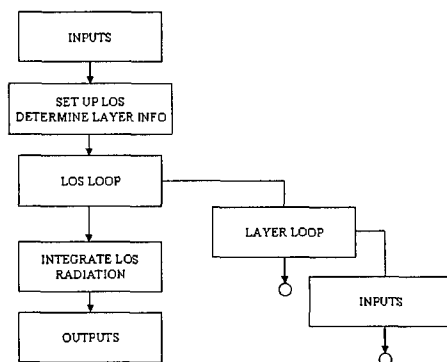 INPUTS
SET UP LOS
DETERMINE LAYER INFO
LOS LOOP
LAYER LOOP
INTEGRATE LOS
RADIATION
INPUTS
OUTPUTS